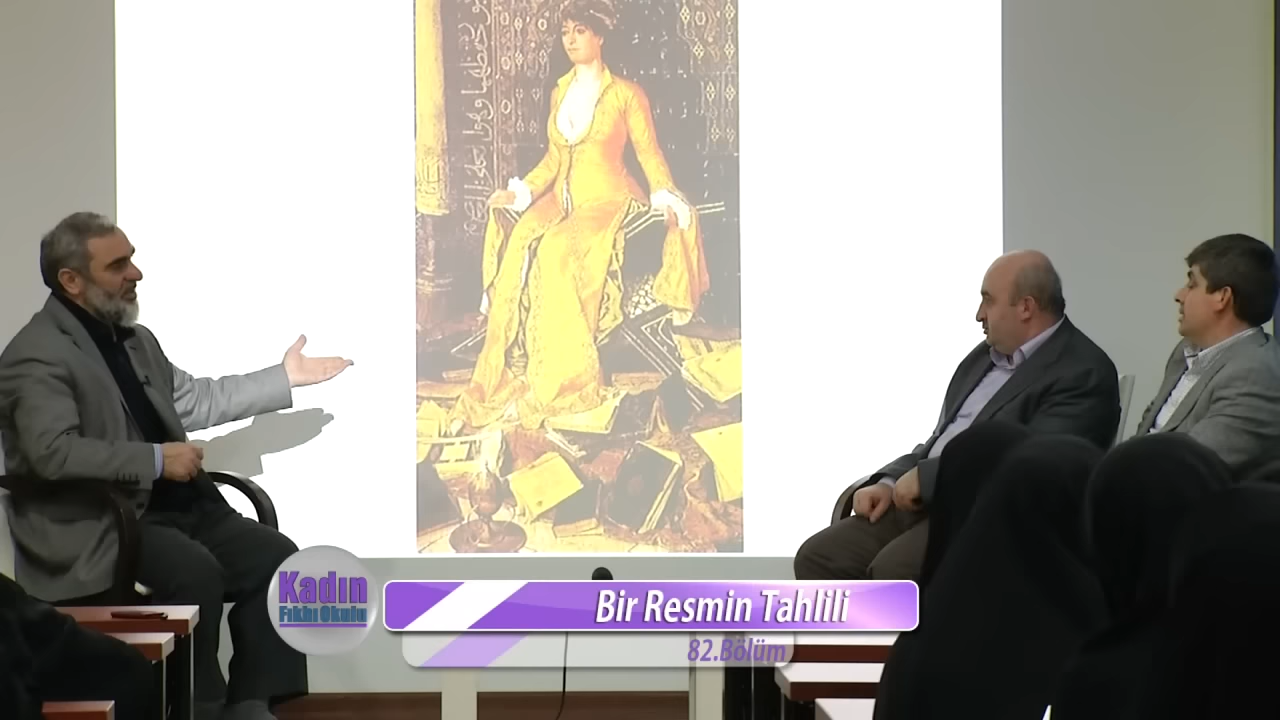 Kadın
Fıkhı Okulu
Bir Resmin Tahlili
82.Bölüm